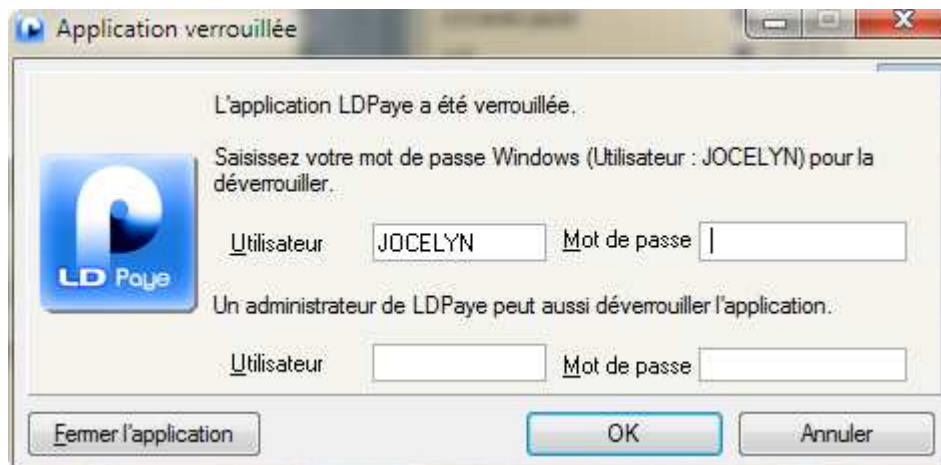 Application verrouillée
L'application LDPaye a été verrouillée.
Saisissez votre mot de passe Windows (Utilisateur : JOCELYN) pour la
déverrouiller.
Utilisateur JOCELYN Mot de passe
LD Paye
Un administrateur de LDPaye peut aussi déverrouiller l'application.
Utilisateur Mot de passe
Fermer l'application OK Annuler